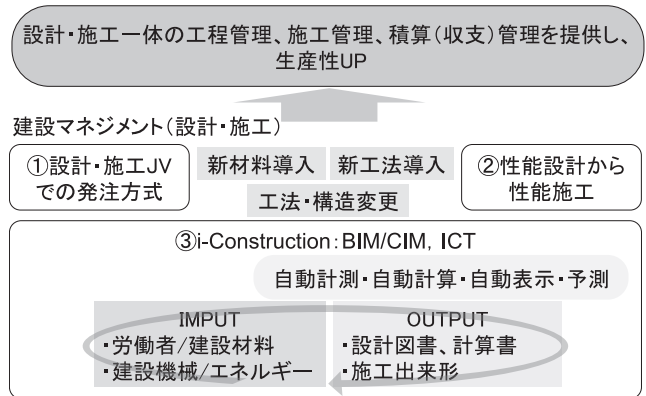 設計・施工一体の工程管理、施工管理、積算(収支)管理を提供し、
生産性UP
建設マネジメント(設計・施工)
①設計・施工JV
での発注方式
新材料導入
新工法導入
工法・構造変更
②性能設計から
性能施工
③i-Construction:BIM/CIM, ICT
自動計測・自動計算・自動表示・予測
IMPUT
・労働者/建設材料
・建設機械/エネルギー
OUTPUT
・設計図書、計算書
・施工出来形